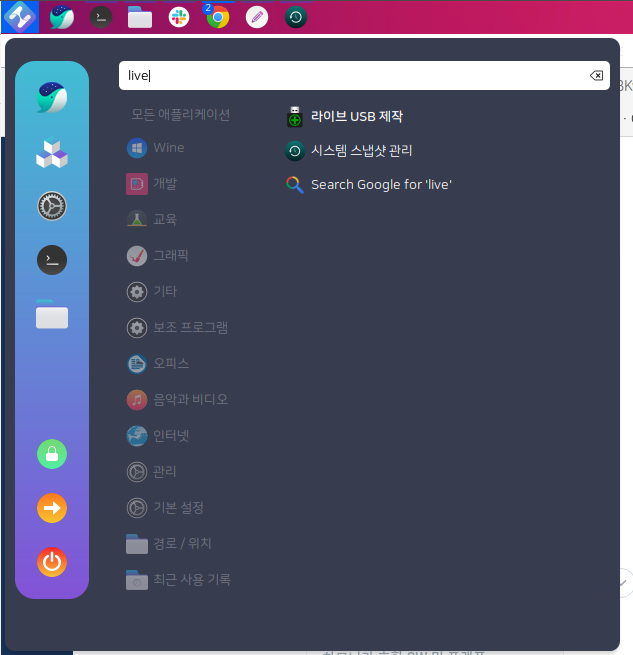 2
live
모든 애플리케이션
라이브 USB 제작
Wine
시스템 스냅샷 관리
개발
Search Google for 'live'
교육
그래픽
기타
보조 프로그램
오피스
음악과 비디오
인터넷
관리
기본 설정
경로 / 위치
최근 사용 기록